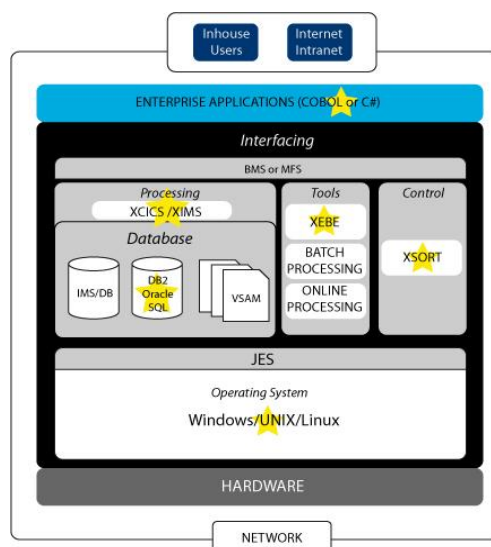 Inhouse
Users
Internet
Intranet
ENTERPRISE APPLICATIONS (COBOL or C#)
Interfacing
BMS or MFS
Processing
XCICS /XIMS
Database
IMS/DB
DB2
Oracle
SQL
VSAM
Tools
XEBE
BATCH
PROCESSING
ONLINE
PROCESSING
Control
XSORT
JES
Operating System
Windows/UNIX/Linux
HARDWARE
NETWORK